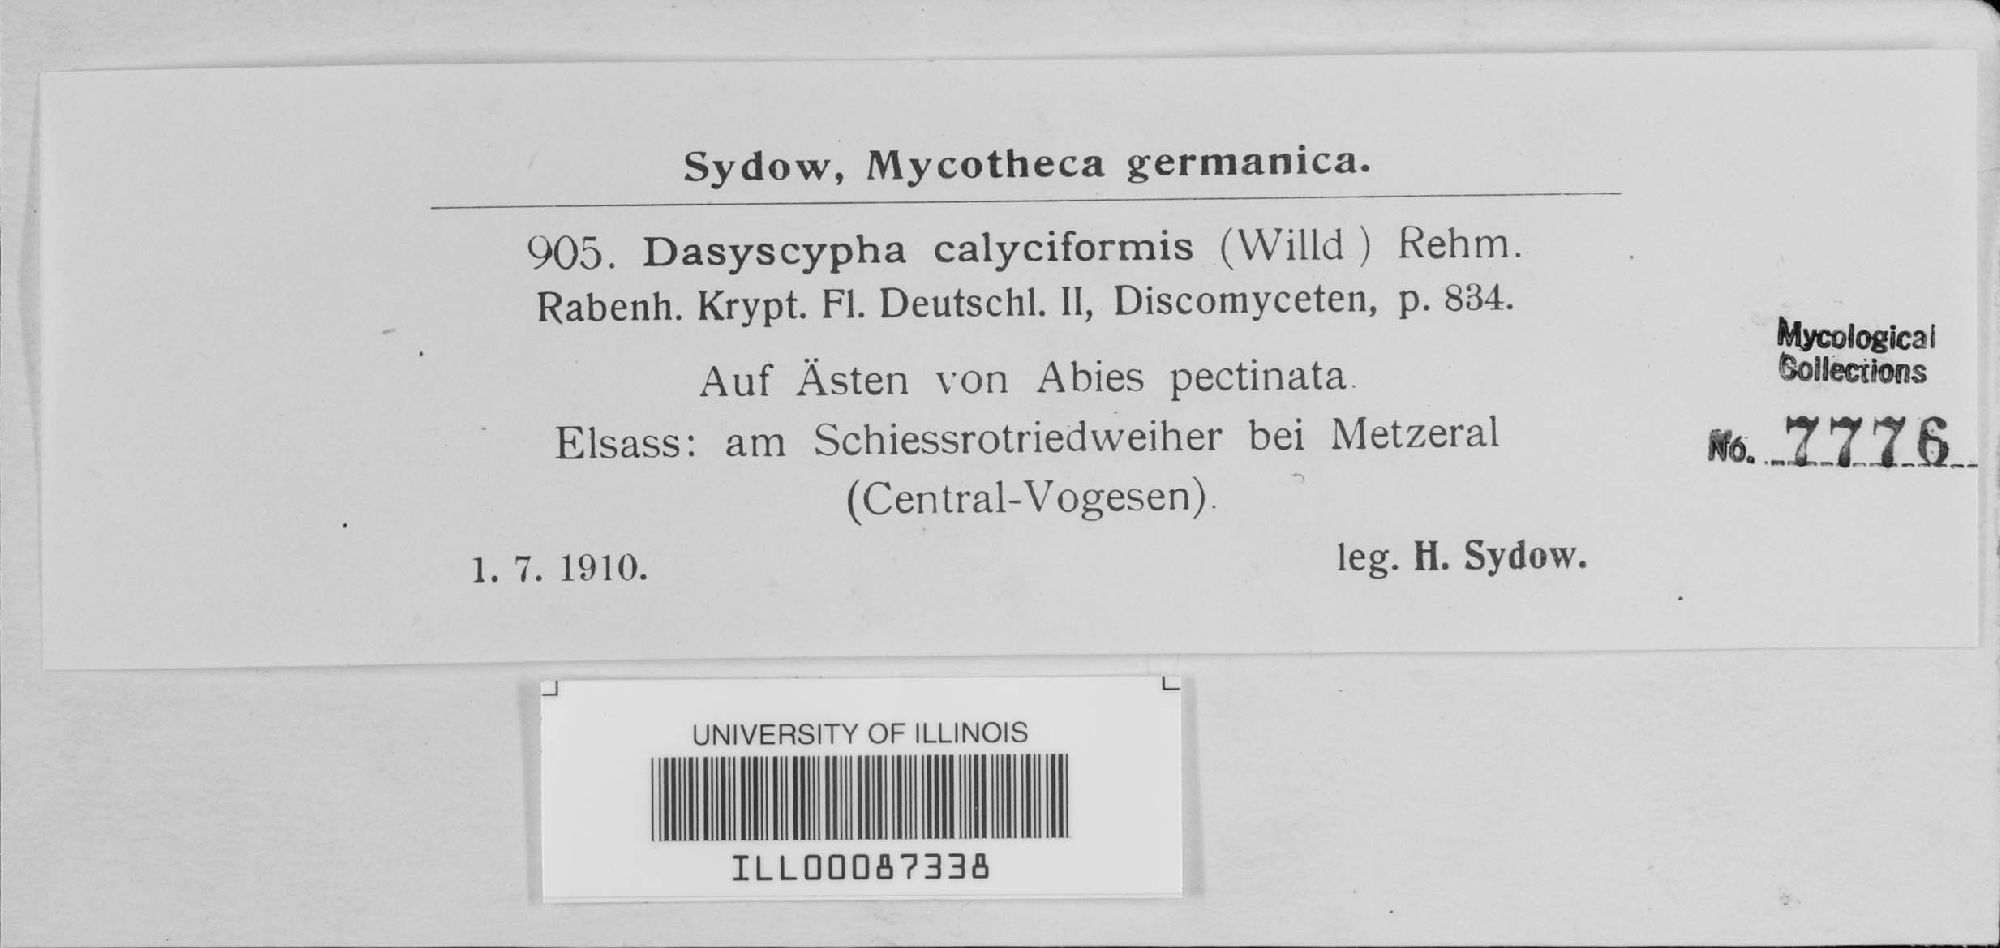 Sydow, Mycotheca germanica.
905. Dasyscypha calyciformis (Willd ) Rehm.
Rabenh. Krypt. Fl. Deutschl. II, Discomyceten, p. 834.
Auf Ästen von Abies pectinata.
Elsass: am Schiessrotriedweiher bei Metzeral
(Central-Vogesen).
1. 7. 1910.
leg. H. Sydow.
Mycological
Collections
No. 7776
UNIVERSITY OF ILLINOIS
ILL00087338